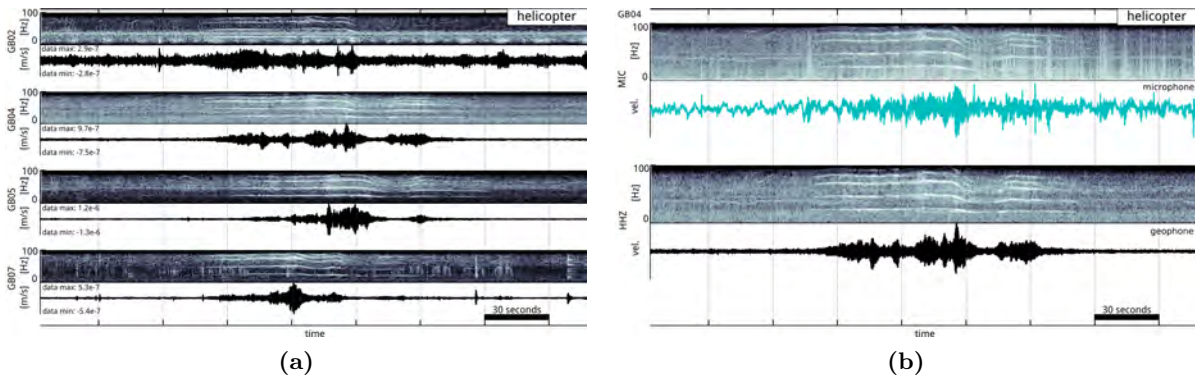 helicopter
GB02
[m/s] [Hz]
100
0
data max: 2.9e-7
data min: -2.8e-7
GB04
[m/s] [Hz]
100
0
data max: 9.7e-7
data min: -7.5e-7
GB05
[m/s] [Hz]
100
0
data max: 1.2e-6
data min: -1.3e-6
GB07
[m/s] [Hz]
100
0
data max: 5.3e-7
data min: -5.4e-7
30 seconds
time
(a)
GB04
helicopter
MIC
vel. [Hz]
100
0
microphone
HHZ
vel. [Hz]
100
0
geophone
30 seconds
time
(b)